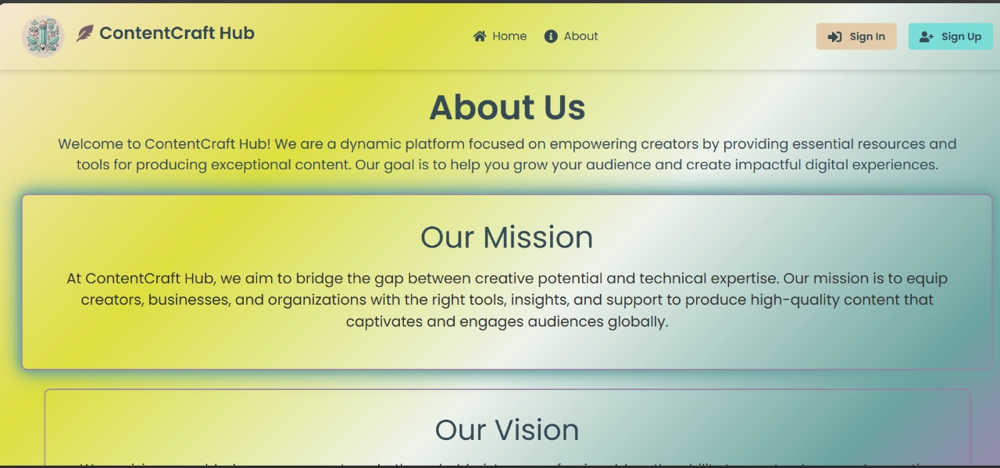 ContentCraft Hub
Home
About
Sign In
Sign Up
About Us
Welcome to ContentCraft Hub! We are a dynamic platform focused on empowering creators by providing essential resources and
tools for producing exceptional content. Our goal is to help you grow your audience and create impactful digital experiences.
Our Mission
At ContentCraft Hub, we aim to bridge the gap between creative potential and technical expertise. Our mission is to equip
creators, businesses, and organizations with the right tools, insights, and support to produce high-quality content that
captivates and engages audiences globally.
Our Vision